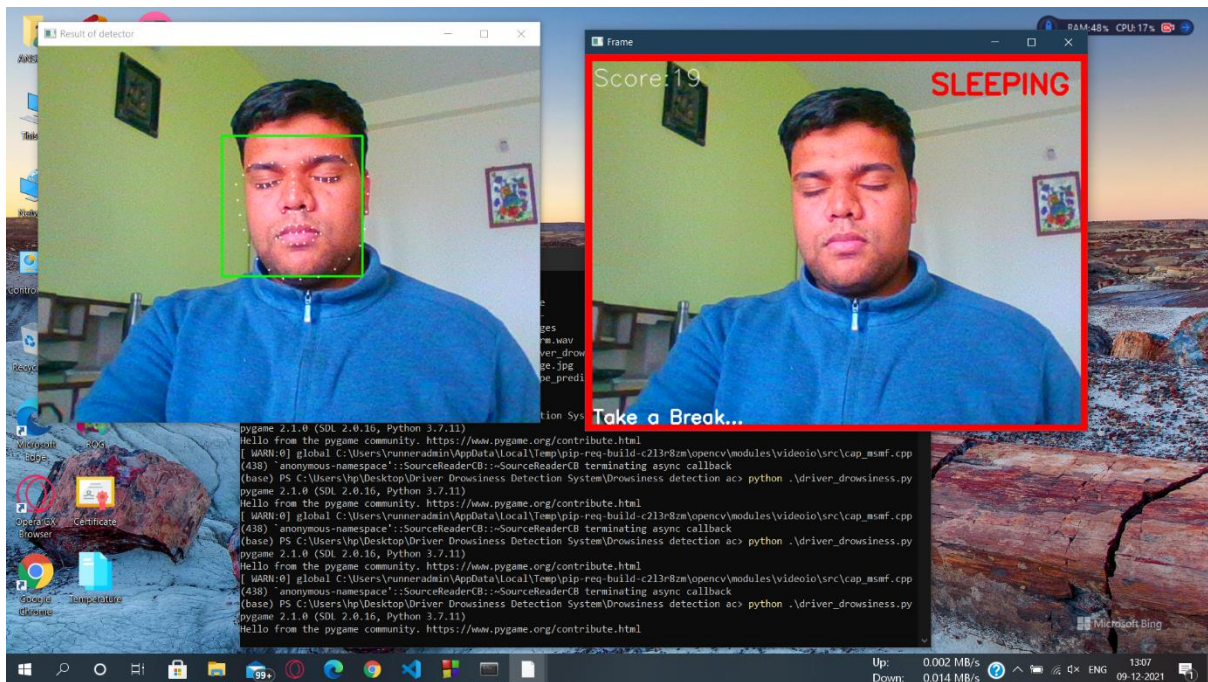 Result of detector
Frame
RAM:48% CPU:17%
Score:19
SLEEPING
Take a Break...
ges
rm.wav
ver_drow
ge.jpg
pe_predi
tion Sys
pygame 2.1.0 (SDL 2.0.16, Python 3.7.11)
Hello from the pygame community. https://www.pygame.org/contribute.html
[ WARN:0] global C:\Users\runneradmin\AppData\Local\Temp\pip-req-build-c2l3r8zm\opencv\modules\videoio\src\cap_msmf.cpp
(438) `anonymous-namespace'::SourceReaderCB::~SourceReaderCB terminating async callback
(base) PS C:\Users\hp\Desktop\Driver Drowsiness Detection System\Drowsiness detection ac> python .\driver_drowsiness.py
pygame 2.1.0 (SDL 2.0.16, Python 3.7.11)
Hello from the pygame community. https://www.pygame.org/contribute.html
[ WARN:0] global C:\Users\runneradmin\AppData\Local\Temp\pip-req-build-c2l3r8zm\opencv\modules\videoio\src\cap_msmf.cpp
(438) `anonymous-namespace'::SourceReaderCB::~SourceReaderCB terminating async callback
(base) PS C:\Users\hp\Desktop\Driver Drowsiness Detection System\Drowsiness detection ac> python .\driver_drowsiness.py
pygame 2.1.0 (SDL 2.0.16, Python 3.7.11)
Hello from the pygame community. https://www.pygame.org/contribute.html
[ WARN:0] global C:\Users\runneradmin\AppData\Local\Temp\pip-req-build-c2l3r8zm\opencv\modules\videoio\src\cap_msmf.cpp
(438) `anonymous-namespace'::SourceReaderCB::~SourceReaderCB terminating async callback
(base) PS C:\Users\hp\Desktop\Driver Drowsiness Detection System\Drowsiness detection ac> python .\driver_drowsiness.py
pygame 2.1.0 (SDL 2.0.16, Python 3.7.11)
Hello from the pygame community. https://www.pygame.org/contribute.html
This
Contro
Recyc
Microsoft
Edge
ROG
Opera GX
Browser
Certificate
Google
Chrome
Temperature
Microsoft Bing
99+
Up: 0.002 MB/s
Down: 0.014 MB/s
ENG
13:07
09-12-2021
1